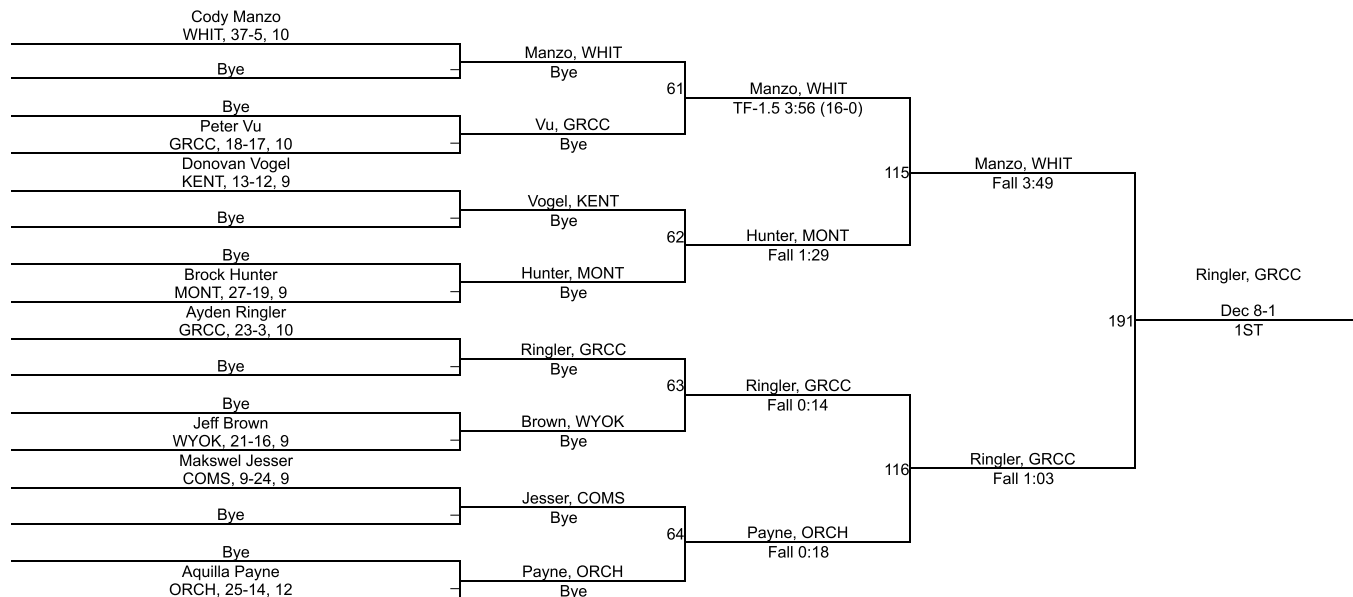 Cody Manzo
WHIT, 37-5, 10
Bye
Bye
Peter Vu
GRCC, 18-17, 10
Donovan Vogel
KENT, 13-12, 9
Bye
Bye
Brock Hunter
MONT, 27-19, 9
Ayden Ringler
GRCC, 23-3, 10
Bye
Bye
Jeff Brown
WYOK, 21-16, 9
Makswel Jesser
COMS, 9-24, 9
Bye
Bye
Aquilla Payne
ORCH, 25-14, 12
Manzo, WHIT
Bye
61
Vu, GRCC
Bye
Vogel, KENT
Bye
62
Hunter, MONT
Bye
Ringler, GRCC
Bye
63
Brown, WYOK
Bye
Jesser, COMS
Bye
64
Payne, ORCH
Bye
Manzo, WHIT
TF-1.5 3:56 (16-0)
115
Hunter, MONT
Fall 1:29
Ringler, GRCC
Fall 0:14
116
Payne, ORCH
Fall 0:18
Manzo, WHIT
Fall 3:49
191
Ringler, GRCC
Fall 1:03
Ringler, GRCC
Dec 8-1
1ST